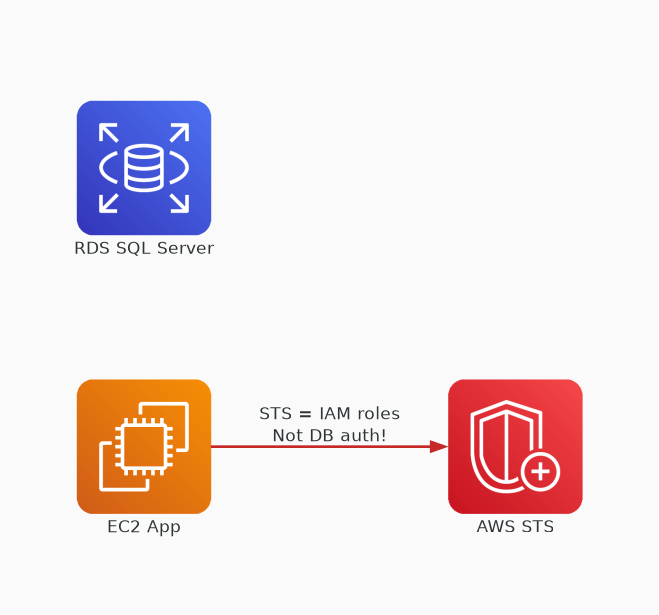 RDS SQL Server
STS = IAM roles
Not DB auth!
EC2 App
AWS STS